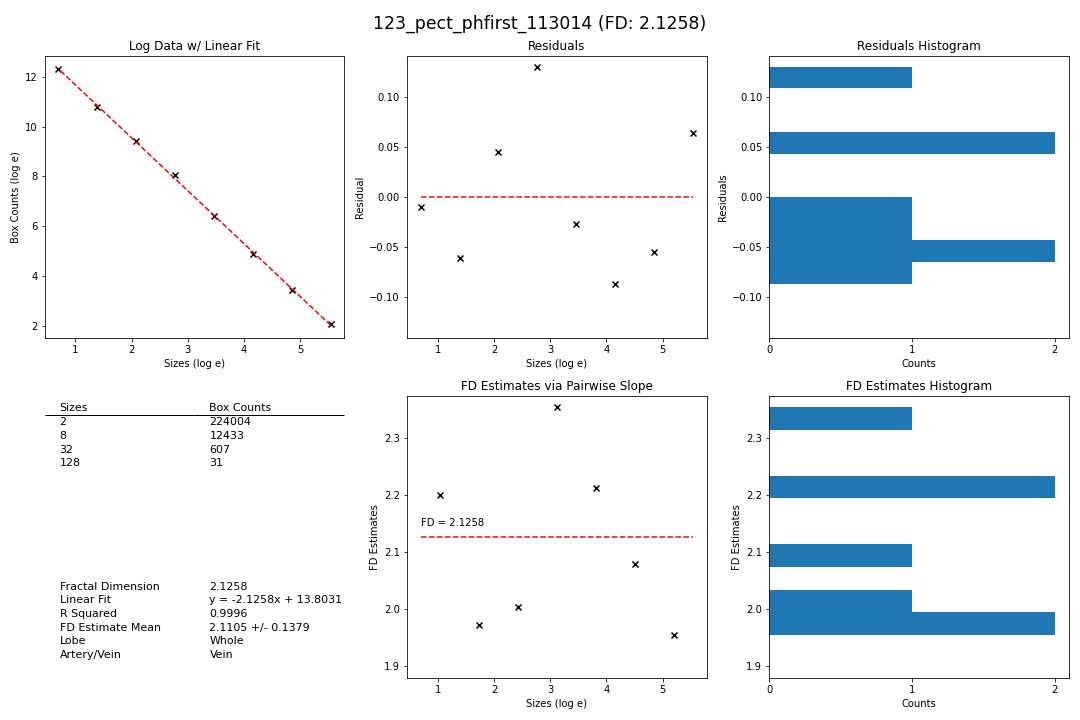 123_pect_phfirst_113014 (FD: 2.1258)
Log Data w/ Linear Fit
12
10
8
6
4
2
Box Counts (log e)
1 2 3 4 5
Sizes (log e)
Residuals
0.10
0.05
0.00
−0.05
−0.10
Residual
1 2 3 4 5
Sizes (log e)
Residuals Histogram
0.10
0.05
0.00
−0.05
−0.10
Residuals
0 1 2
Counts
Sizes Box Counts
2 224004
8 12433
32 607
128 31
Fractal Dimension 2.1258
Linear Fit y = -2.1258x + 13.8031
R Squared 0.9996
FD Estimate Mean 2.1105 +/- 0.1379
Lobe Whole
Artery/Vein Vein
FD Estimates via Pairwise Slope
2.3
2.2
2.1
2.0
1.9
FD Estimates
FD = 2.1258
1 2 3 4 5
Sizes (log e)
FD Estimates Histogram
2.3
2.2
2.1
2.0
1.9
FD Estimates
0 1 2
Counts